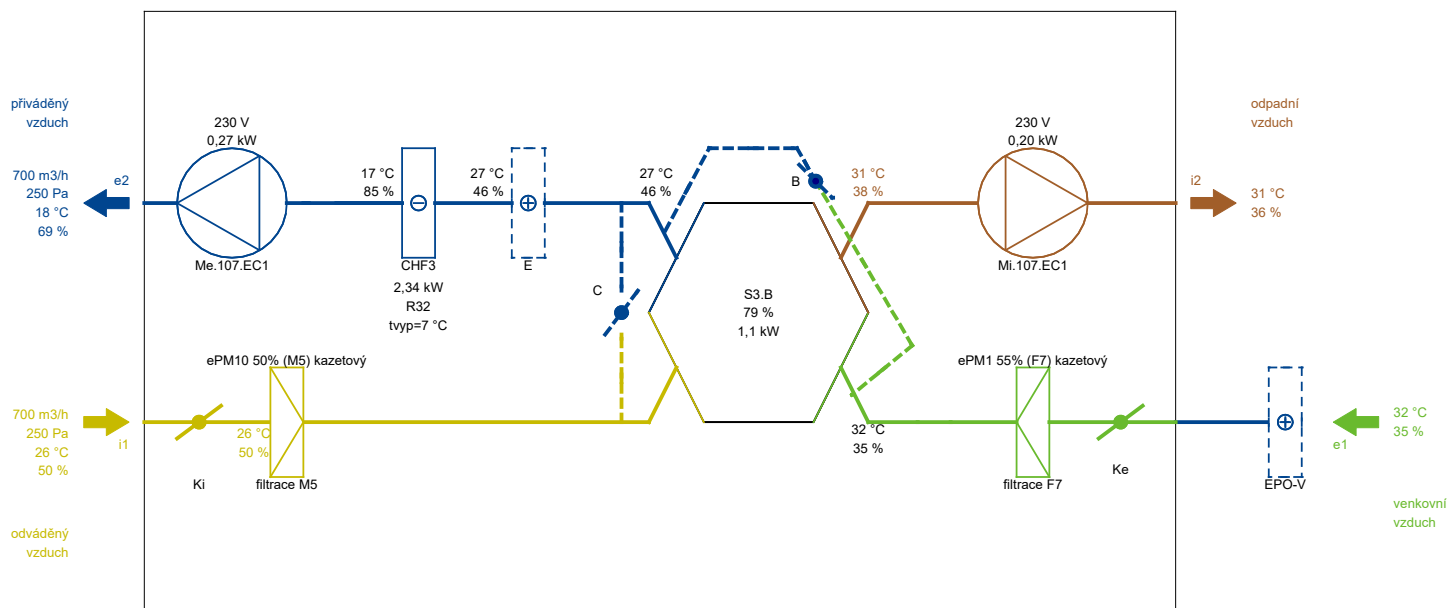 přiváděný
vzduch
700 m3/h
250 Pa
18 °C
69 %
e2
230 V
0,27 kW
Me.107.EC1
17 °C
85 %
CHF3
2,34 kW
R32
tvyp=7 °C
27 °C
46 %
E
27 °C
46 %
C
B
31 °C
38 %
230 V
0,20 kW
Mi.107.EC1
odpadní
vzduch
i2
31 °C
36 %
S3.B
79 %
1,1 kW
ePM10 50% (M5) kazetový
700 m3/h
250 Pa
26 °C
50 %
i1
Ki
26 °C
50 %
filtrace M5
odváděný
vzduch
32 °C
35 %
ePM1 55% (F7) kazetový
filtrace F7
Ke
EPO-V
e1
32 °C
35 %
venkovní
vzduch